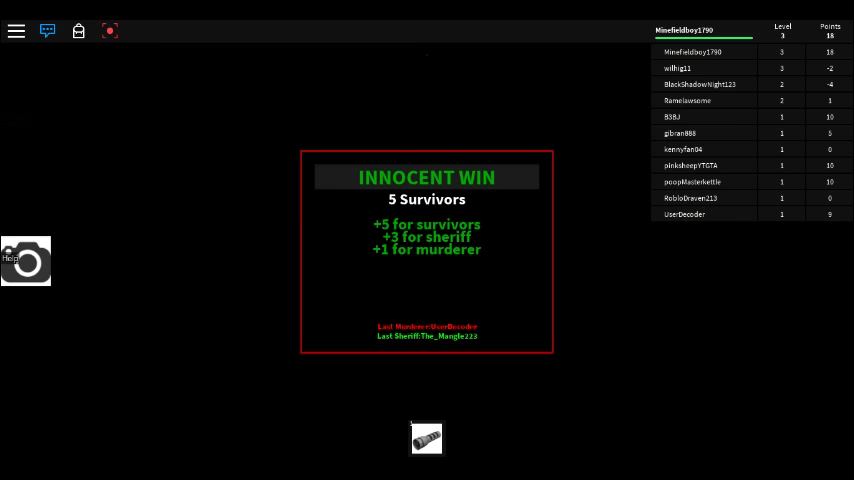 Minefieldboy1790 Level 3 Points 18
Minefieldboy1790 3 18
wilhig11 3 -2
BlackShadowNight123 2 -4
Ramelawsome 2 1
B3BJ 1 10
gibran888 1 5
kennyfan04 1 0
pinksheepYTGTA 1 10
poopMasterkettle 1 10
RobloDraven213 1 0
UserDecoder 1 9
INNOCENT WIN
5 Survivors
+5 for survivors
+3 for sheriff
+1 for murderer
Help
Last Murderer:UserDecoder
Last Sheriff:The_Mangle223
1